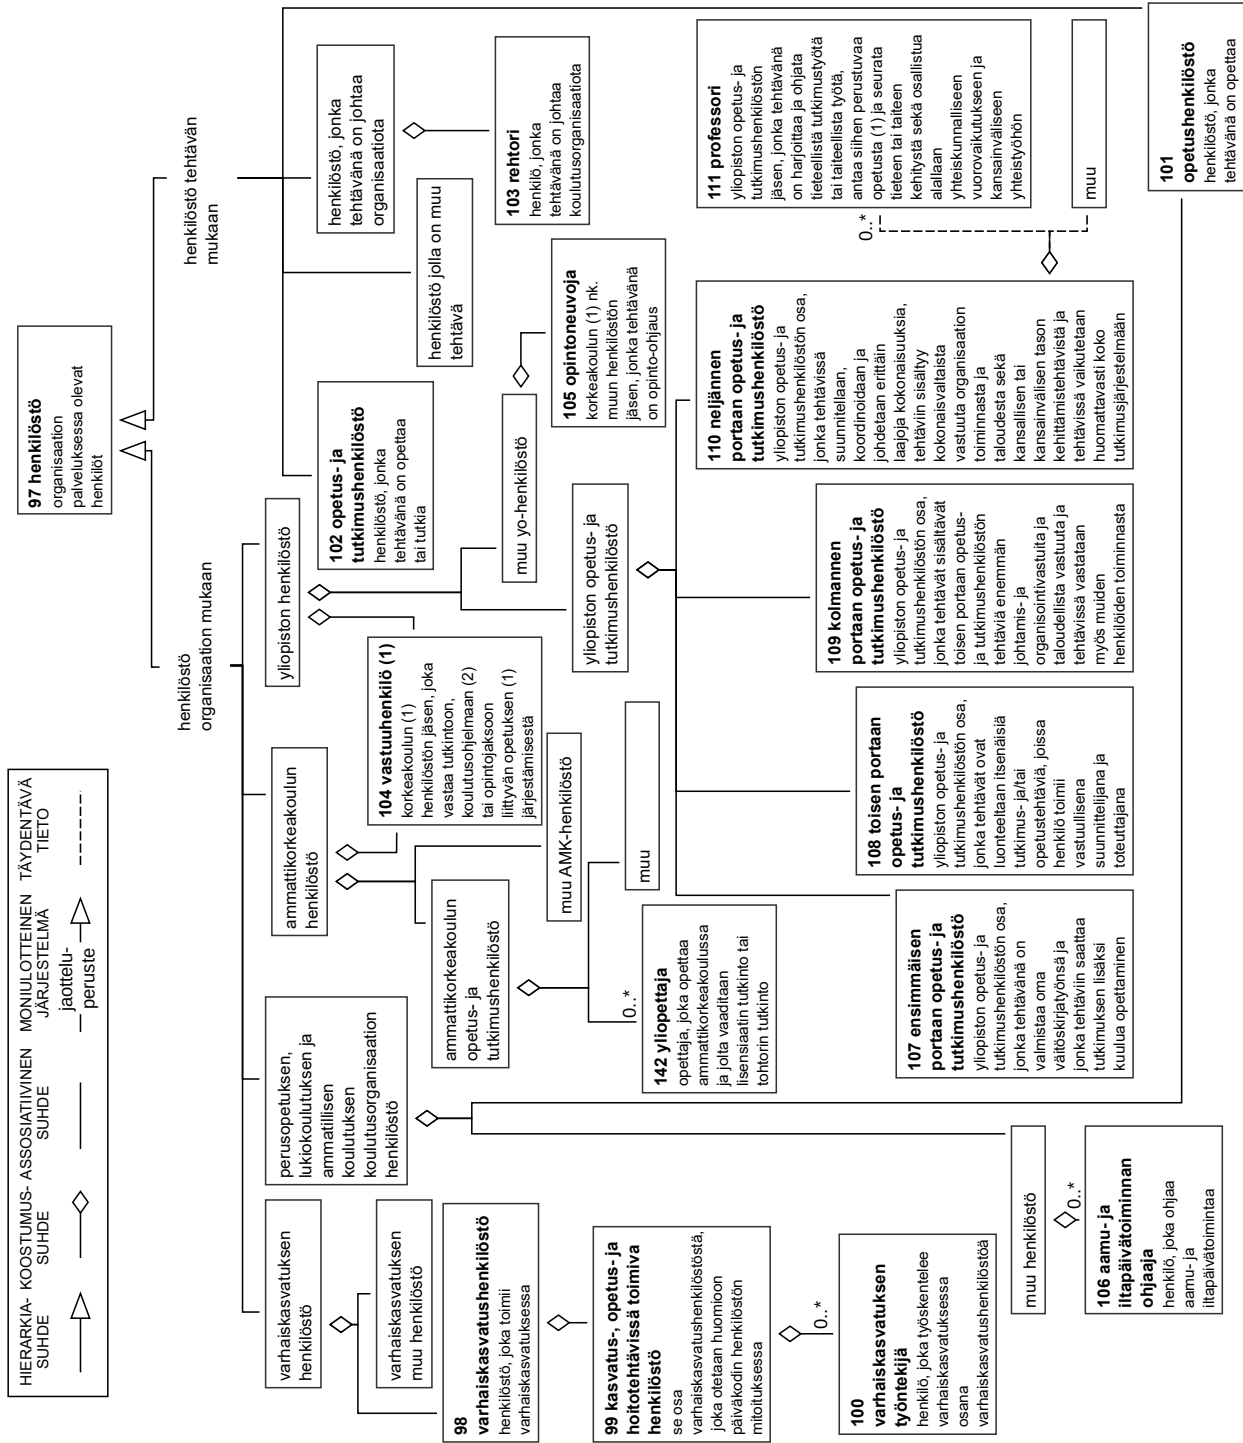 HIERARKIA-
SUHDE
KOOSTUMUS-
SUHDE
ASSOSIATIIVINEN
SUHDE
MONIULOTTEINEN
JÄRJESTELMÄ
jaottelu-
peruste
TÄYDENTÄVÄ
TIETO
97 henkilöstö
organisaation
palveluksessa olevat
henkilöt
henkilöstö
organisaation mukaan
henkilöstö tehtävän
mukaan
varhaiskasvatuksen
henkilöstö
perusopetuksen,
lukiokoulutuksen ja
ammatillisen
koulutuksen
koulutusorganisaation
henkilöstö
ammattikorkeakoulun
henkilöstö
yliopiston henkilöstö
102 opetus- ja
tutkimushenkilöstö
henkilöstö, jonka
tehtävänä on opettaa
tai tutkia
henkilöstö jolla on muu
tehtävä
henkilöstö, jonka
tehtävänä on johtaa
organisaatiota
103 rehtori
henkilö, jonka
tehtävänä on johtaa
koulutusorganisaatiota
varhaiskasvatuksen
muu henkilöstö
98
varhaiskasvatushenkilöstö
henkilöstö, joka toimii
varhaiskasvatuksessa
104 vastuuhenkilö (1)
korkeakoulun (1)
henkilöstön jäsen, joka
vastaa tutkintoon,
koulutusohjelmaan (2)
tai opintojaksoon
liittyvän opetuksen (1)
järjestämisestä
ammattikorkeakoulun
opetus- ja
tutkimushenkilöstö
muu AMK-henkilöstö
muu yo-henkilöstö
105 opintoneuvoja
korkeakoulun (1) nk.
muun henkilöstön
jäsen, jonka tehtävänä
on opinto-ohjaus
yliopiston opetus- ja
tutkimushenkilöstö
99 kasvatus-, opetus- ja
hoitotehtävissä toimiva
henkilöstö
se osa
varhaiskasvatushenkilöstöstä,
joka otetaan huomioon
päiväkodin henkilöstön
mitoituksessa
0..*
142 yliopettaja
opettaja, joka opettaa
ammattikorkeakoulussa
ja jolta vaaditaan
lisensiaatin tutkinto tai
tohtorin tutkinto
muu
0..*
100
varhaiskasvatuksen
työntekijä
henkilö, joka työskentelee
varhaiskasvatuksessa
osana
varhaiskasvatushenkilöstöä
107 ensimmäisen
portaan opetus- ja
tutkimushenkilöstö
yliopiston opetus- ja
tutkimushenkilöstön osa,
jonka tehtävänä on
valmistaa oma
väitöskirjatyönsä ja
jonka tehtäviin saattaa
tutkimuksen lisäksi
kuulua opettaminen
108 toisen portaan
opetus- ja
tutkimushenkilöstö
yliopiston opetus- ja
tutkimushenkilöstön osa,
jonka tehtävät ovat
luonteeltaan itsenäisiä
tutkimus- ja/tai
opetustehtäviä, joissa
henkilö toimii
vastuullisena
suunnittelijana ja
toteuttajana
109 kolmannen
portaan opetus- ja
tutkimushenkilöstö
yliopiston opetus- ja
tutkimushenkilöstön osa,
jonka tehtävät sisältävät
toisen portaan opetus-
ja tutkimushenkilöstön
tehtäviä enemmän
johtamis- ja
organisointivastuita ja
taloudellista vastuuta ja
tehtävissä vastataan
myös muiden
henkilöiden toiminnasta
110 neljännen
portaan opetus- ja
tutkimushenkilöstö
yliopiston opetus- ja
tutkimushenkilöstön osa,
jonka tehtävissä
suunnitellaan,
koordinoidaan ja
johdetaan erittäin
laajoja kokonaisuuksia,
tehtäviin sisältyy
kokonaisvaltaista
vastuuta organisaation
toiminnasta ja
taloudesta sekä
kansallisen tai
kansainvälisen tason
kehittämistehtävistä ja
tehtävissä vaikutetaan
huomattavasti koko
tutkimusjärjestelmään
0..*
111 professori
yliopiston opetus- ja
tutkimushenkilöstön
jäsen, jonka tehtävänä
on harjoittaa ja ohjata
tieteellistä tutkimustyötä
tai taiteellista työtä,
antaa siihen perustuvaa
opetusta (1) ja seurata
tieteen tai taiteen
kehitystä sekä osallistua
alallaan
yhteiskunnalliseen
vuorovaikutukseen ja
kansainväliseen
yhteistyöhön
muu
muu henkilöstö
0..*
106 aamu- ja
iltapäivätoiminnan
ohjaaja
henkilö, joka ohjaa
aamu- ja
iltapäivätoimintaa
101
opetushenkilöstö
henkilöstö, jonka
tehtävänä on opettaa